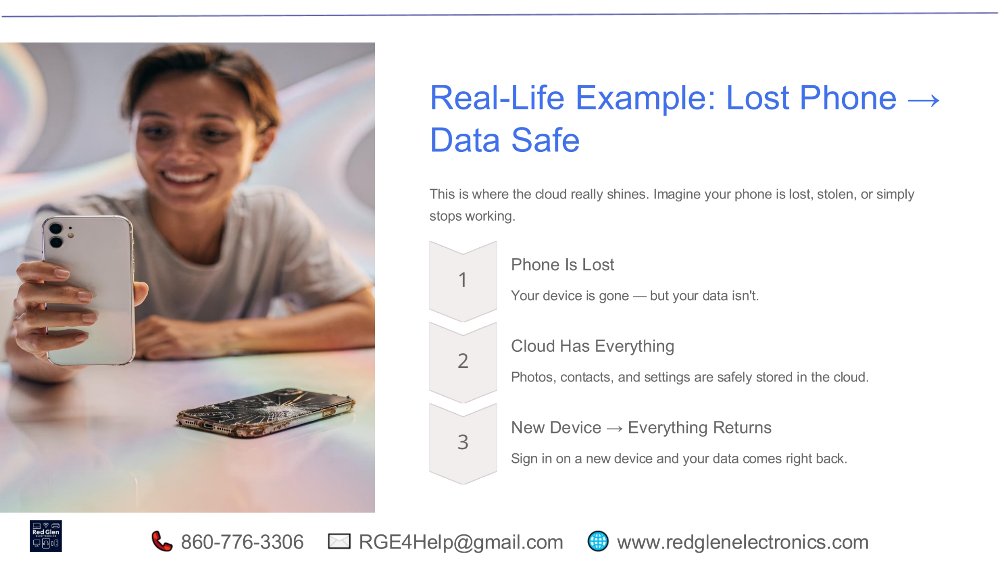 Real-Life Example: Lost Phone →
Data Safe
This is where the cloud really shines. Imagine your phone is lost, stolen, or simply
stops working.
1
Phone Is Lost
Your device is gone — but your data isn't.
2
Cloud Has Everything
Photos, contacts, and settings are safely stored in the cloud.
3
New Device → Everything Returns
Sign in on a new device and your data comes right back.
Red Glen
ELECTRONICS
860-776-3306
RGE4Help@gmail.com
www.redglenelectronics.com